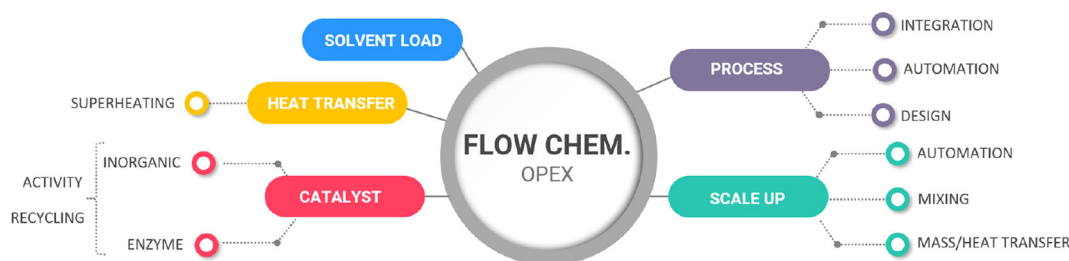 SOLVENT LOAD
HEAT TRANSFER
SUPERHEATING
CATALYST
INORGANIC
ENZYME
ACTIVITY
RECYCLING
FLOW CHEM.
OPEX
PROCESS
INTEGRATION
AUTOMATION
DESIGN
SCALE UP
AUTOMATION
MIXING
MASS/HEAT TRANSFER